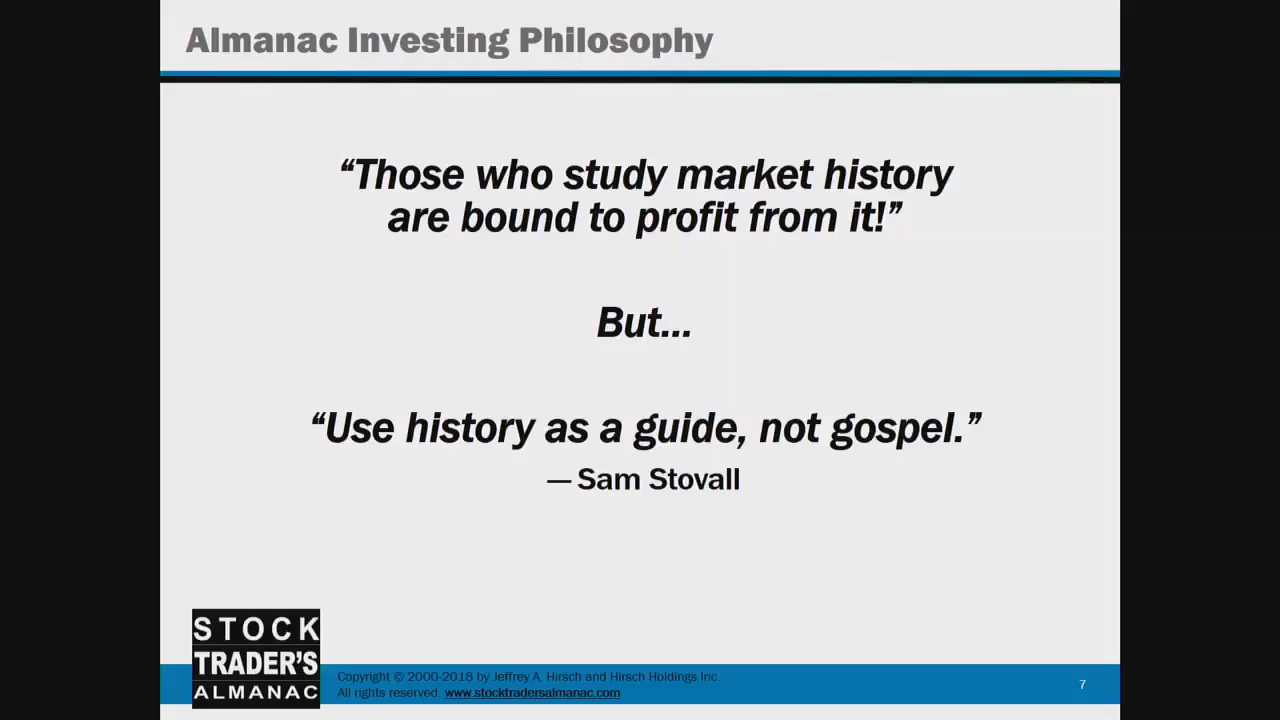 Almanac Investing Philosophy
“Those who study market history
are bound to profit from it!”
But...
“Use history as a guide, not gospel.”
— Sam Stovall
STOCK
TRADER'S
ALMANAC
Copyright © 2000-2018 by Jeffrey A. Hirsch and Hirsch Holdings Inc.
All rights reserved. www.stocktradersalmanac.com
7